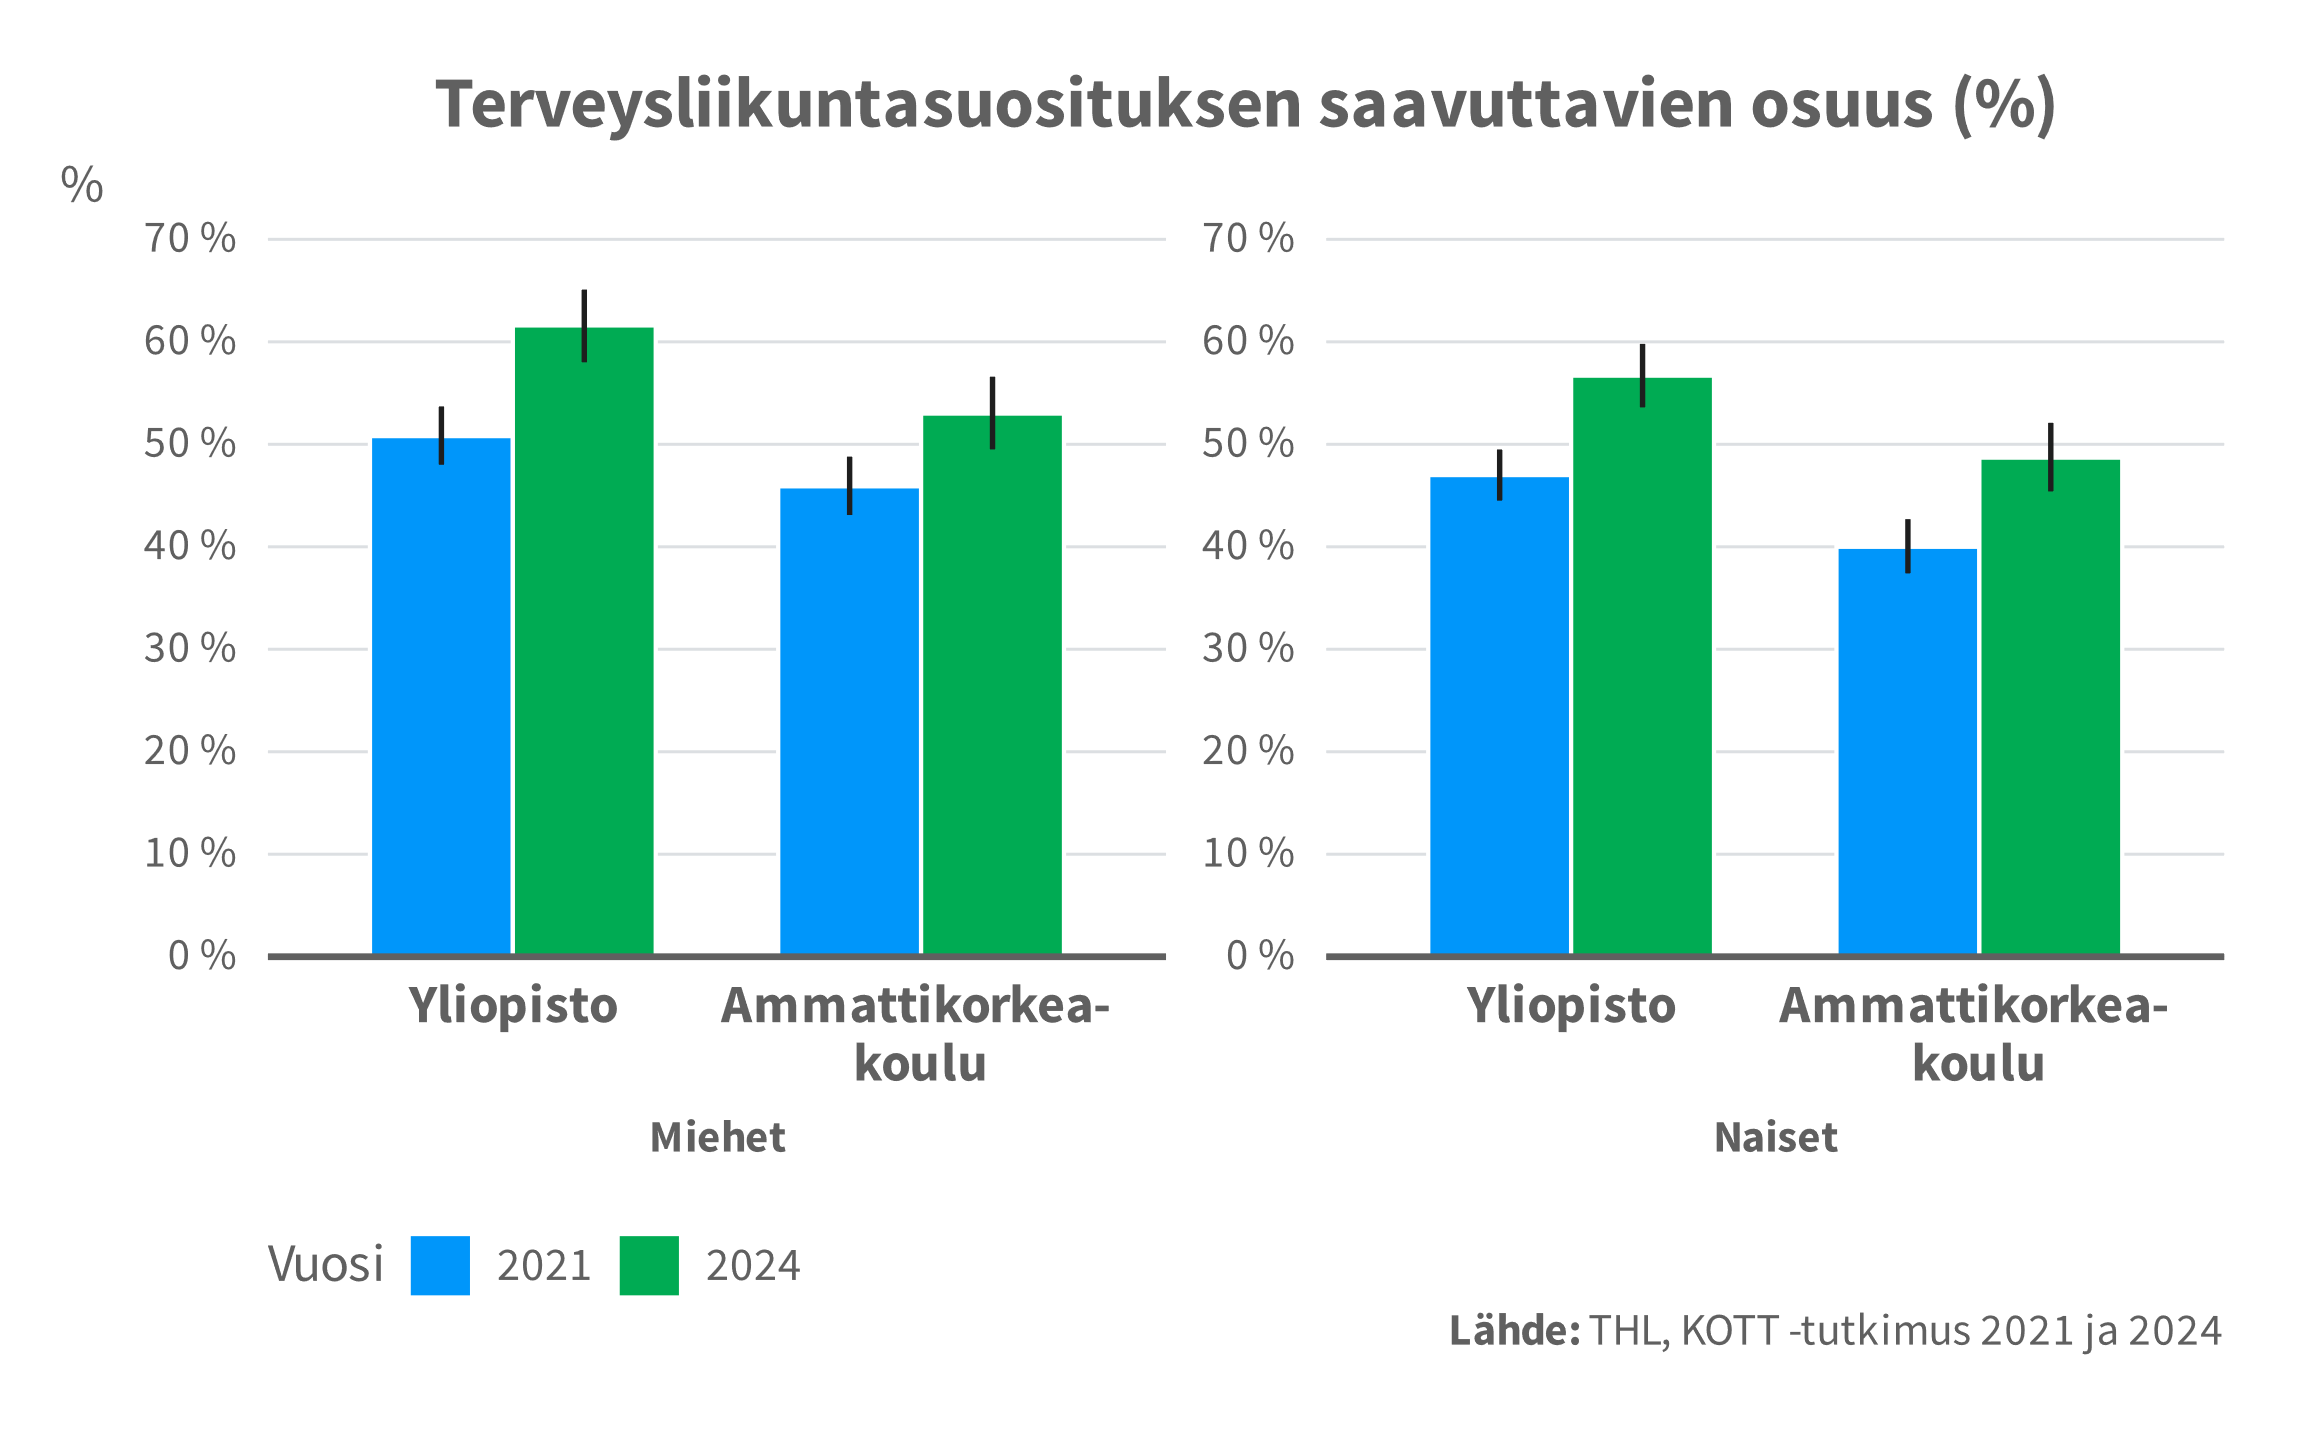 Terveysliikuntasuosituksen saavuttavien osuus (%)
%
70 %
60 %
50 %
40 %
30 %
20 %
10 %
0 %
Yliopisto
Ammattikorkea-
koulu
Miehet
70 %
60 %
50 %
40 %
30 %
20 %
10 %
0 %
Yliopisto
Ammattikorkea-
koulu
Naiset
Vuosi 2021 2024
Lähde: THL, KOTT -tutkimus 2021 ja 2024